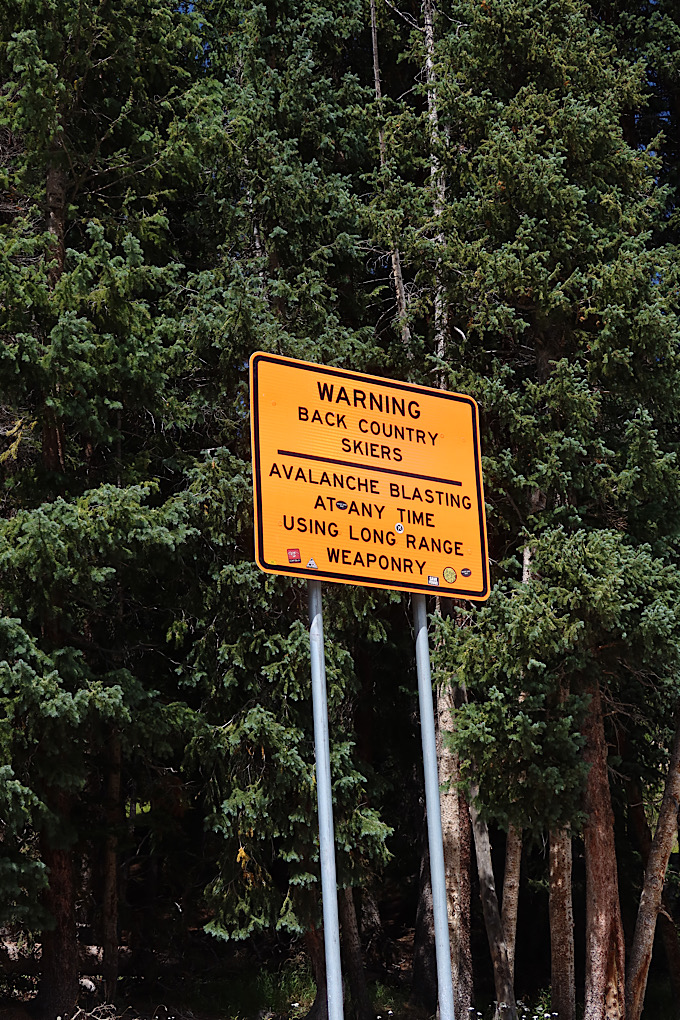 WARNING
BACK COUNTRY
SKIERS
AVALANCHE BLASTING
AT ANY TIME
USING LONG RANGE
WEAPONRY